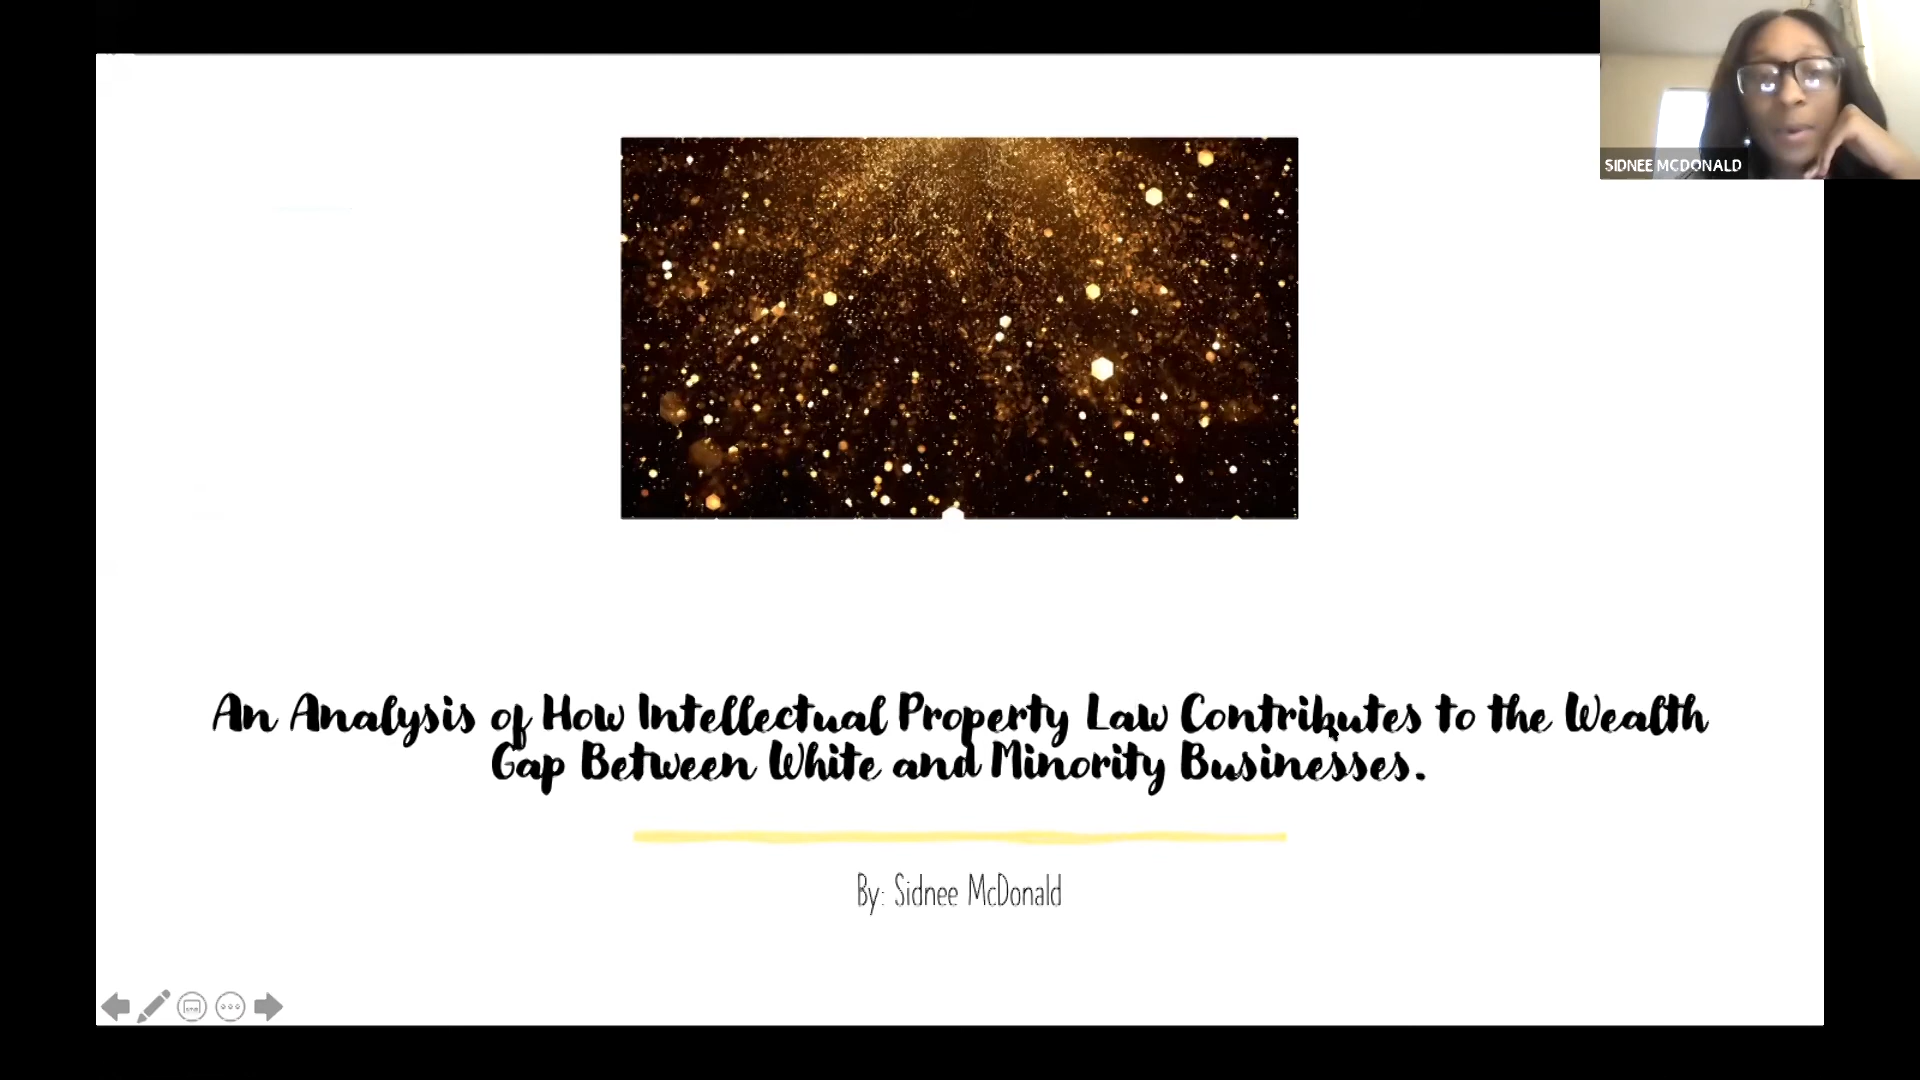 SIDNEE MCDONALD
An Analysis of How Intellectual Property Law Contributes to the Wealth
Gap Between White and Minority Businesses.
By: Sidnee McDonald